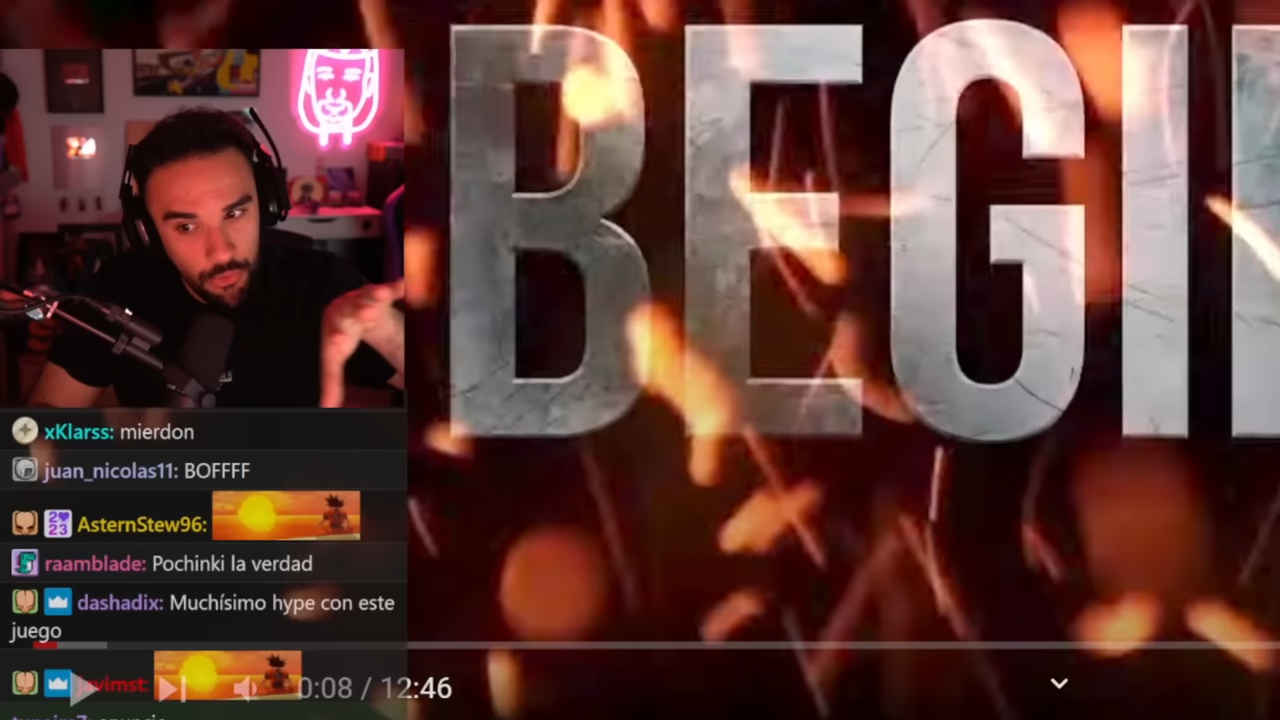 BEGI
xKlarss: mierdon
juan_nicolas11: BOFFFF
AsternStew96:
raamblade: Pochinki la verdad
dashadix: Muchísimo hype con este
juego
javimst:
0:08 / 12:46